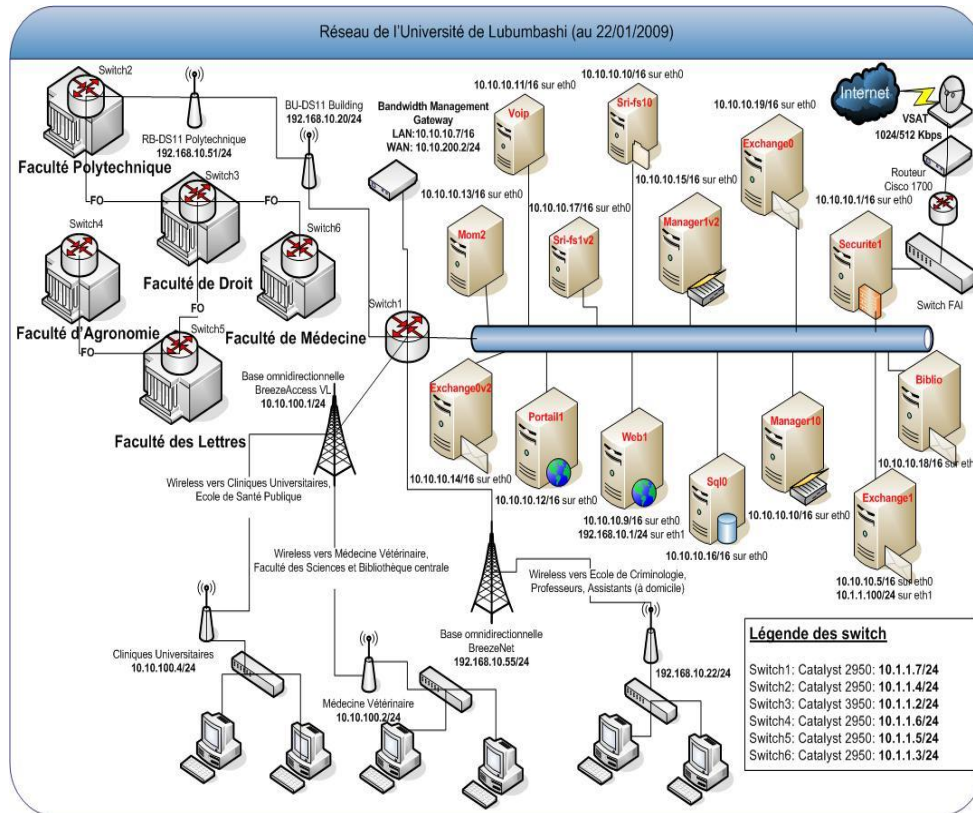 Réseau de l'Université de Lubumbashi (au 22/01/2009)
Switch2
RB-DS11 Polytechnique
192.168.10.51/24
Faculté Polytechnique
BU-DS11 Building
192.168.10.20/24
Bandwidth Management
Gateway
LAN:10.10.10.7/16
WAN: 10.10.200.2/24
10.10.10.11/16 sur eth0
Voip
10.10.10.10/16 sur eth0
Sri-fs10
10.10.10.19/16 sur eth0
Exchange0
Internet
VSAT
1024/512 Kbps
Routeur
Cisco 1700
Switch FAI
10.10.10.13/16 sur eth0
Mom2
10.10.10.17/16 sur eth0
Sri-fs1v2
10.10.10.15/16 sur eth0
Manager1v2
10.10.10.1/16 sur eth0
Securite1
FO
Switch3
FO
Switch4
Switch6
Faculté de Droit
Faculté d'Agronomie
FO
Faculté de Médecine
Switch1
FO
Switch5
Faculté des Lettres
Base omnidirectionnelle
BreezeAccess VL
10.10.100.1/24
Exchange0v2
10.10.10.14/16 sur eth0
Portail1
10.10.10.12/16 sur eth0
Web1
10.10.10.9/16 sur eth0
192.168.10.1/24 sur eth1
Sql0
10.10.10.16/16 sur eth0
Manager10
10.10.10.10/16 sur eth0
Biblio
10.10.10.18/16 sur eth0
Exchange1
10.10.10.5/16 sur eth0
10.1.1.100/24 sur eth1
Wireless vers Cliniques Universitaires,
Ecole de Santé Publique
Wireless vers Médecine Vétérinaire,
Faculté des Sciences et Bibliothèque centrale
Wireless vers Ecole de Criminologie,
Professeurs, Assistants (à domicile)
Base omnidirectionnelle
BreezeNet
192.168.10.55/24
Cliniques Universitaires
10.10.100.4/24
Médecine Vétérinaire
10.10.100.2/24
192.168.10.22/24
Légende des switch
Switch1: Catalyst 2950: 10.1.1.7/24
Switch2: Catalyst 2950: 10.1.1.4/24
Switch3: Catalyst 3950: 10.1.1.2/24
Switch4: Catalyst 2950: 10.1.1.6/24
Switch5: Catalyst 2950: 10.1.1.5/24
Switch6: Catalyst 2950: 10.1.1.3/24